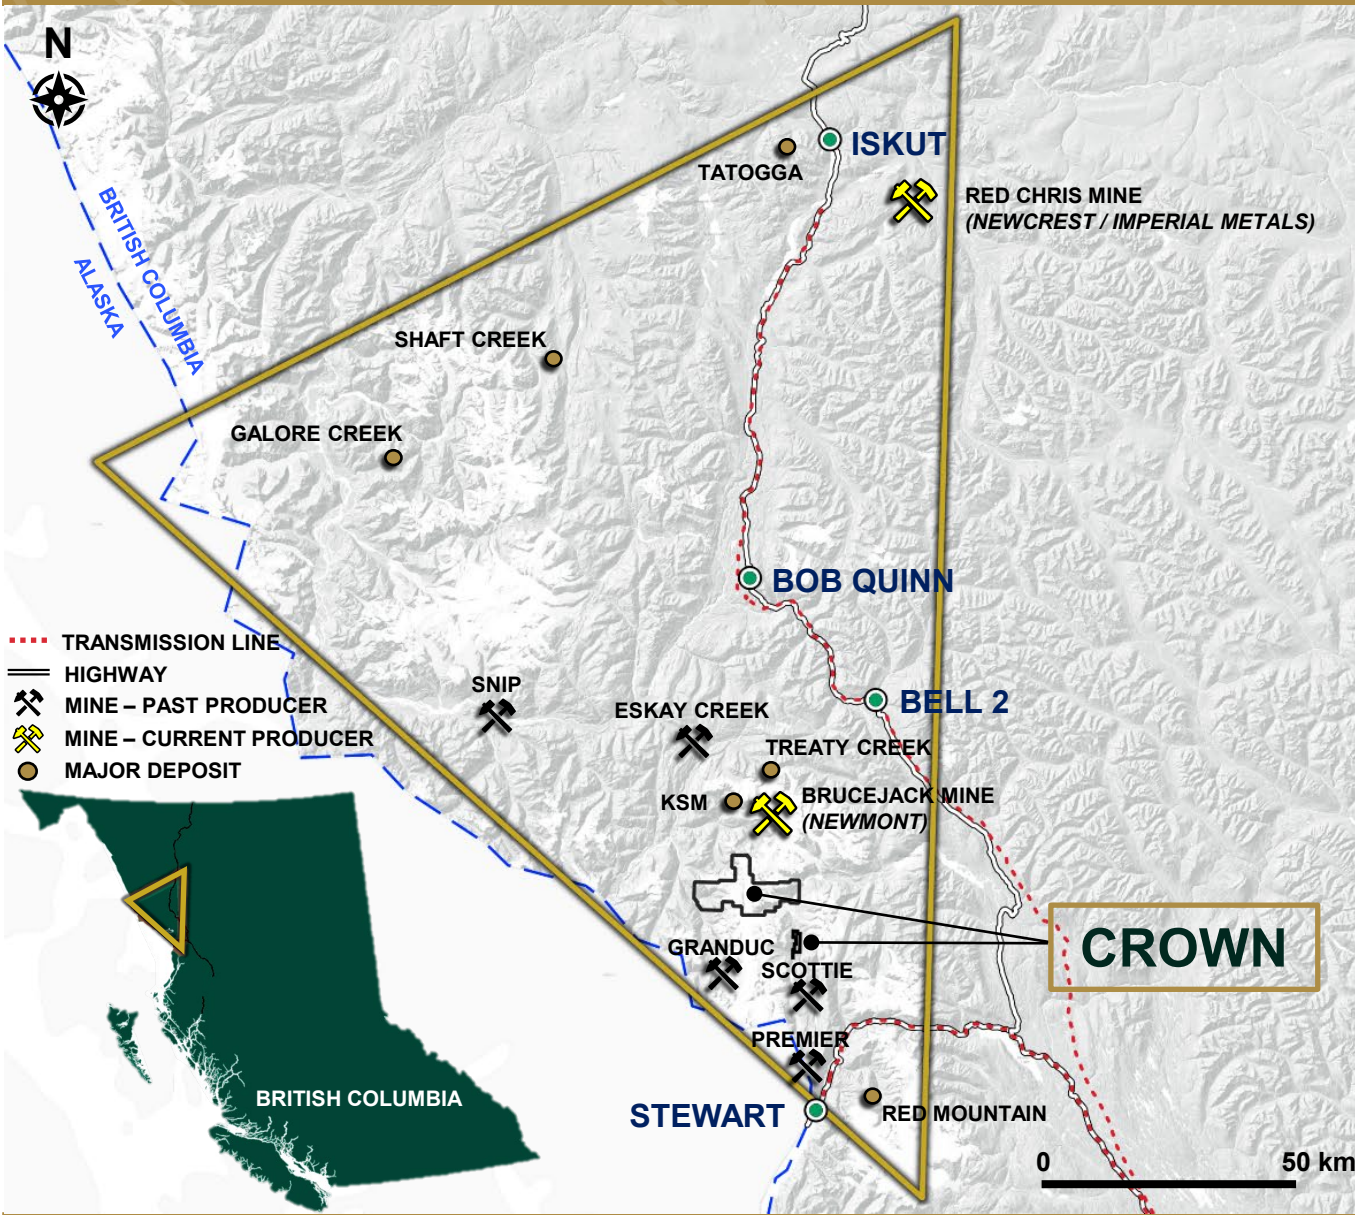 N
ISKUT
TATOGGA
RED CHRIS MINE
(NEWCREST / IMPERIAL METALS)
BRITISH COLUMBIA
ALASKA
SHAFT CREEK
GALORE CREEK
BOB QUINN
TRANSMISSION LINE
HIGHWAY
MINE – PAST PRODUCER
MINE – CURRENT PRODUCER
MAJOR DEPOSIT
SNIP
ESKAY CREEK
BELL 2
TREATY CREEK
KSM
BRUCEJACK MINE
(NEWMONT)
CROWN
GRANDUC
SCOTTIE
PREMIER
STEWART
RED MOUNTAIN
BRITISH COLUMBIA
0 50 km